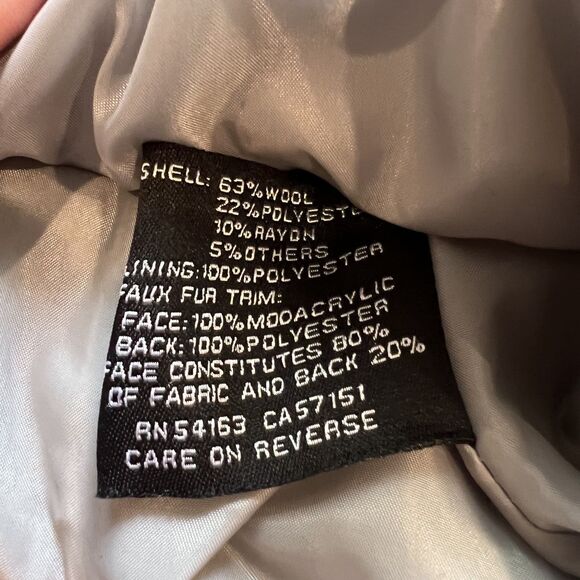 SHELL: 63%WOOL
22%POLYESTER
10%RAYON
5%OTHERS
LINING:100%POLYESTER
FAUX FUR TRIM:
FACE:100%MODACRYLIC
BACK:100%POLYESTER
FACE CONSTITUTES 80%
OF FABRIC AND BACK 20%
RN54163 CA57151
CARE ON REVERSE